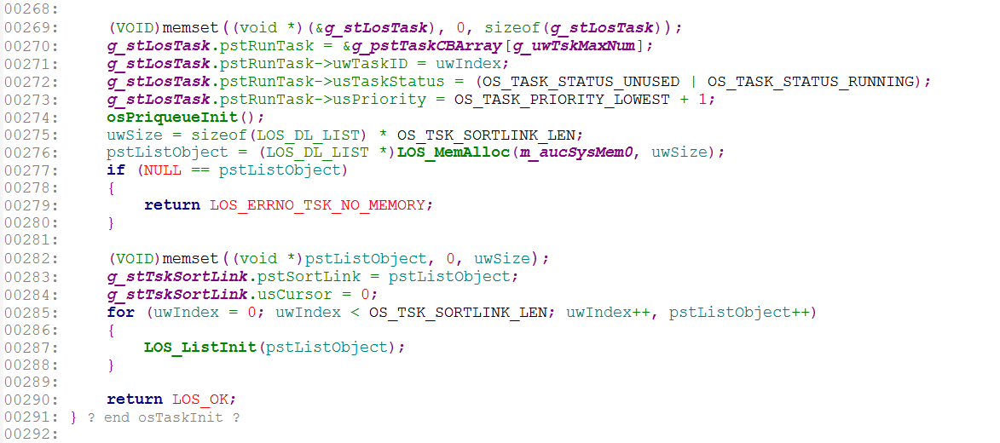 00268:
00269: (VOID)memset((void *)(&g_stLosTask), 0, sizeof(g_stLosTask));
00270: g_stLosTask.pstRunTask = &g_pstTaskCBArray[g_uwTskMaxNum];
00271: g_stLosTask.pstRunTask->uwTaskID = uwIndex;
00272: g_stLosTask.pstRunTask->usTaskStatus = (OS_TASK_STATUS_UNUSED | OS_TASK_STATUS_RUNNING);
00273: g_stLosTask.pstRunTask->usPriority = OS_TASK_PRIORITY_LOWEST + 1;
00274: osPriqueueInit();
00275: uwSize = sizeof(LOS_DL_LIST) * OS_TSK_SORTLINK_LEN;
00276: pstListObject = (LOS_DL_LIST *)LOS_MemAlloc(m_aucSysMem0, uwSize);
00277: if (NULL == pstListObject)
00278: {
00279: return LOS_ERRNO_TSK_NO_MEMORY;
00280: }
00281:
00282: (VOID)memset((void *)pstListObject, 0, uwSize);
00283: g_stTskSortLink.pstSortLink = pstListObject;
00284: g_stTskSortLink.usCursor = 0;
00285: for (uwIndex = 0; uwIndex < OS_TSK_SORTLINK_LEN; uwIndex++, pstListObject++)
00286: {
00287: LOS_ListInit(pstListObject);
00288: }
00289:
00290: return LOS_OK;
00291: } ? end osTaskInit ?
00292: